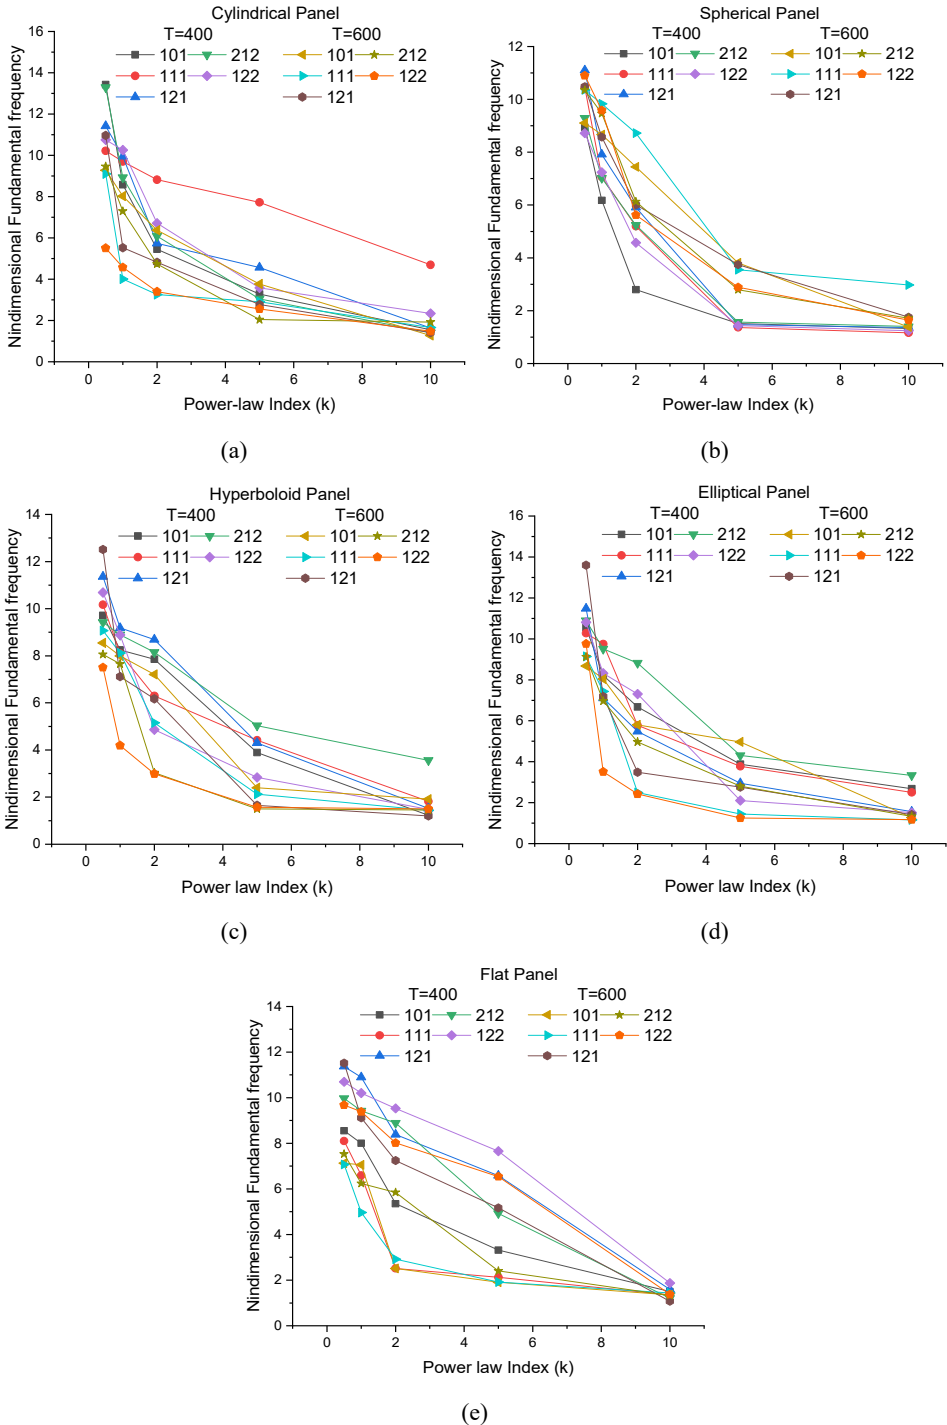 Cylindrical Panel
T=400 T=600
101 212 101 212
111 122 111 122
121 121
16
14
12
10
8
6
4
2
0
0 2 4 6 8 10
Nindimensional Fundamental frequency
Power-law Index (k)
(a)
Spherical Panel
T=400 T=600
101 212 101 212
111 122 111 122
121 121
12
10
8
6
4
2
0
0 2 4 6 8 10
Nindimensional Fundamental frequency
Power-law Index (k)
(b)
Hyperboloid Panel
T=400 T=600
101 212 101 212
111 122 111 122
121 121
14
12
10
8
6
4
2
0
0 2 4 6 8 10
Nindimensional Fundamental frequency
Power law Index (k)
(c)
Elliptical Panel
T=400 T=600
101 212 101 212
111 122 111 122
121 121
16
14
12
10
8
6
4
2
0
0 2 4 6 8 10
Nindimensional Fundamental frequency
Power law Index (k)
(d)
Flat Panel
T=400 T=600
101 212 101 212
111 122 111 122
121 121
14
12
10
8
6
4
2
0
0 2 4 6 8 10
Nindimensional Fundamental frequency
Power law Index (k)
(e)